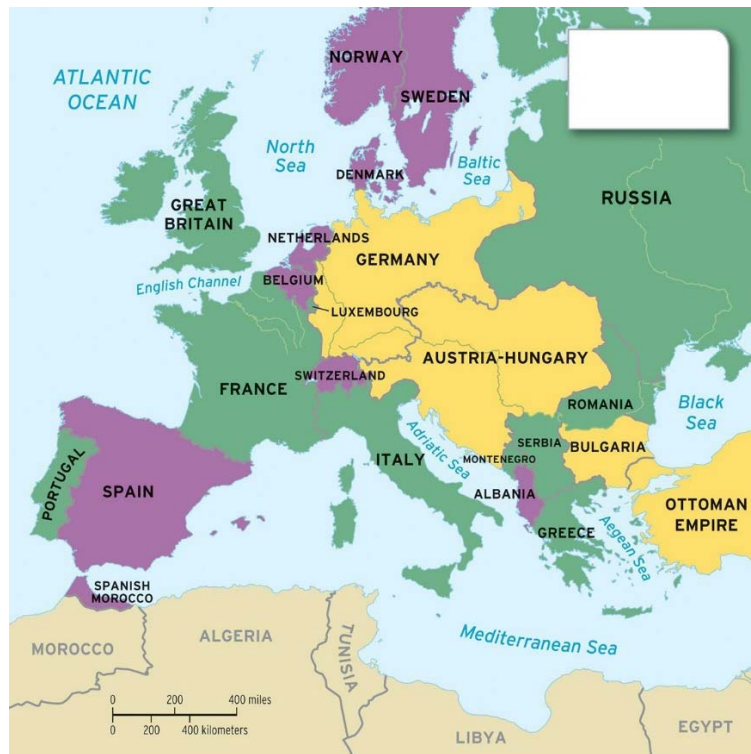 NORWAY
ATLANTIC
OCEAN
SWEDEN
North
Sea
Baltic
Sea
DENMARK
RUSSIA
GREAT
BRITAIN
NETHERLANDS
GERMANY
English Channel
BELGIUM
LUXEMBOURG
AUSTRIA-HUNGARY
SWITZERLAND
FRANCE
ROMANIA
Black
Sea
Adriatic Sea
SERBIA
BULGARIA
MONTENEGRO
ITALY
PORTUGAL
SPAIN
ALBANIA
OTTOMAN
EMPIRE
GREECE
Aegean Sea
SPANISH
MOROCCO
MOROCCO
ALGERIA
TUNISIA
Mediterranean Sea
0 200 400 miles
0 200 400 kilometers
LIBYA
EGYPT